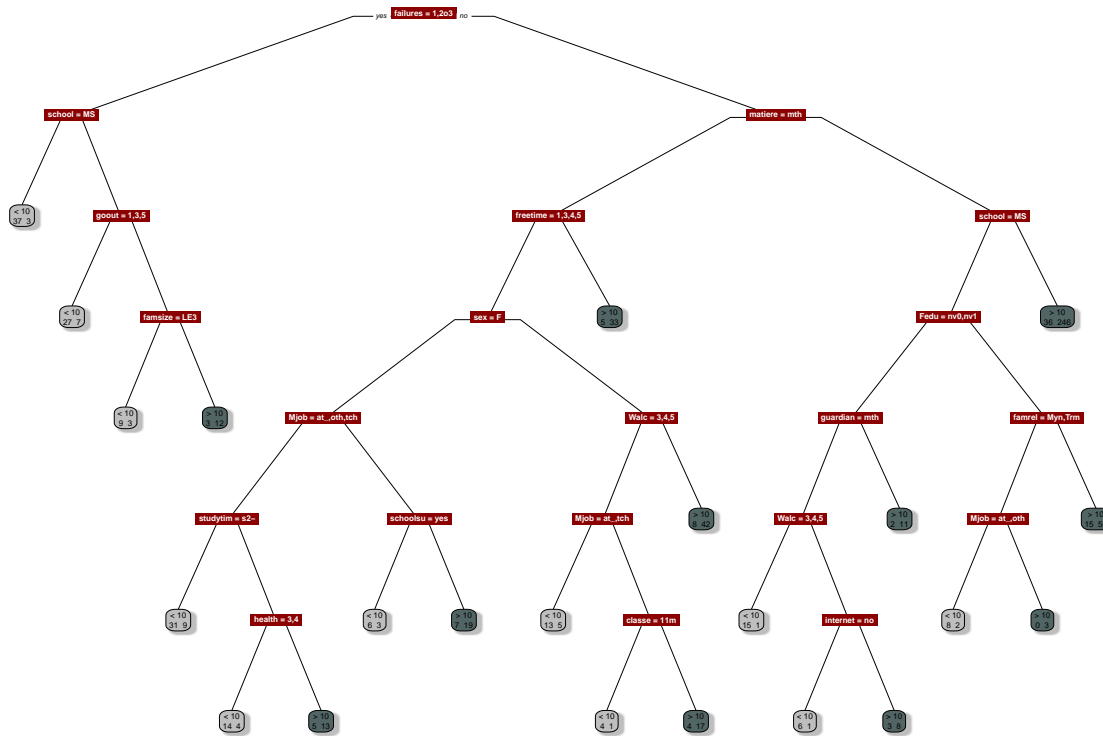 yes failures = 1,2o3 no
school = MS
matiere = mth
< 10
37 3
goout = 1,3,5
freetime = 1,3,4,5
school = MS
< 10
27 7
famsize = LE3
sex = F
> 10
5 33
Fedu = nv0,nv1
> 10
36 246
< 10
9 3
> 10
3 12
Mjob = at_,oth,tch
Walc = 3,4,5
guardian = mth
famrel = Myn,Trm
studytim = s2−
schoolsu = yes
Mjob = at_,tch
> 10
8 42
Walc = 3,4,5
> 10
2 11
Mjob = at_,oth
> 10
< 10
31 9
health = 3,4
< 10
6 3
> 10
7 19
< 10
13 5
classe = 11m
< 10
15 1
internet = no
< 10
8 2
> 10
0 3
< 10
14 4
> 10
5 13
< 10
4 1
> 10
4 17
< 10
6 1
> 10
3 8